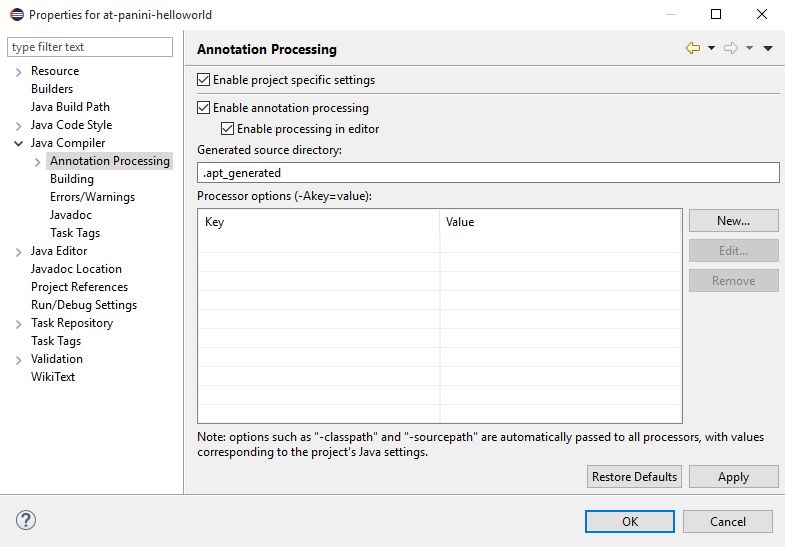 Properties for at-panini-helloworld
type filter text
Resource
Builders
Java Build Path
Java Code Style
Java Compiler
Annotation Processing
Building
Errors/Warnings
Javadoc
Task Tags
Java Editor
Javadoc Location
Project References
Run/Debug Settings
Task Repository
Task Tags
Validation
WikiText
Annotation Processing
Enable project specific settings
Enable annotation processing
Enable processing in editor
Generated source directory:
.apt_generated
Processor options (-Akey=value):
Key Value
New...
Edit...
Remove
Note: options such as "-classpath" and "-sourcepath" are automatically passed to all processors, with values
corresponding to the project's Java settings.
Restore Defaults Apply
? OK Cancel